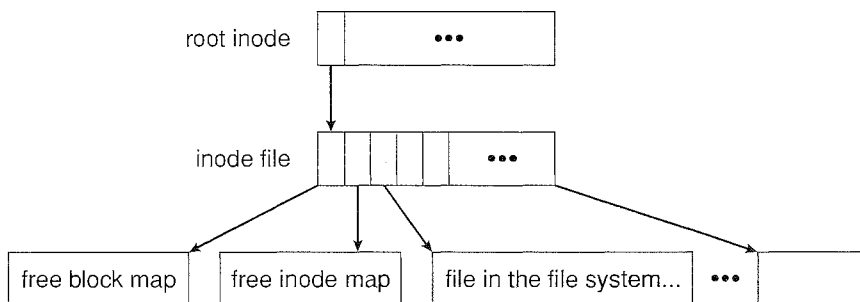 root inode
•••
inode file
•••
free block map
free inode map
file in the file system...
•••